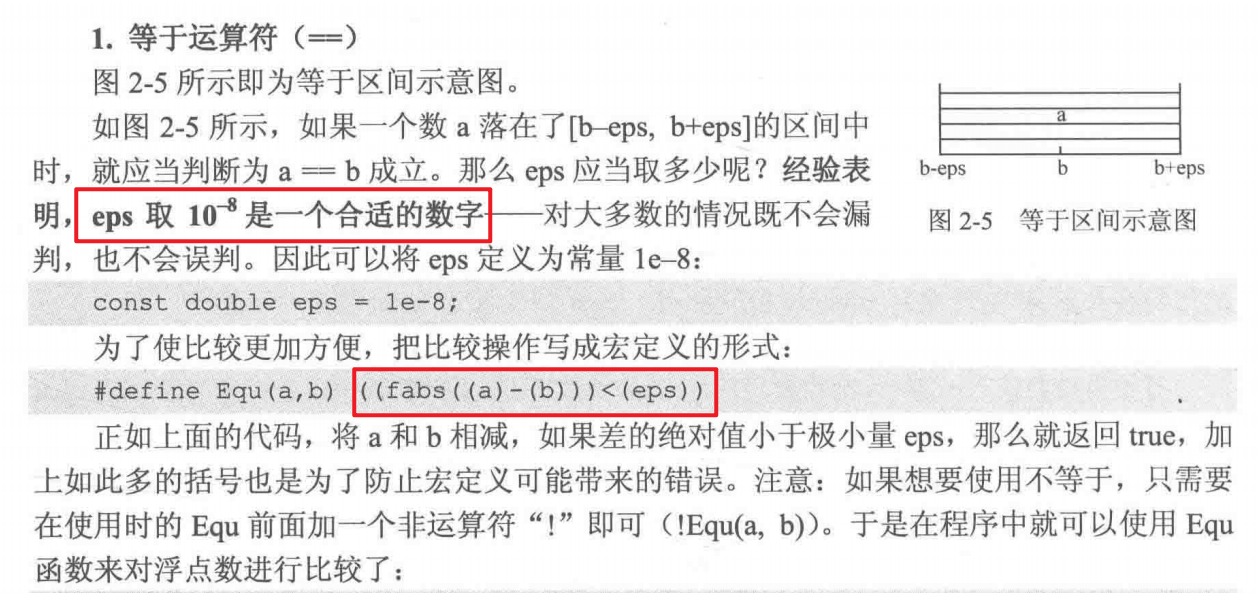 1. 等于运算符（==）
图 2-5 所示即为等于区间示意图。
如图 2-5 所示，如果一个数 a 落在了[b–eps, b+eps]的区间中
时，就应当判断为 a == b 成立。那么 eps 应当取多少呢？经验表
明，eps 取 10⁻⁸ 是一个合适的数字——对大多数的情况既不会漏
判，也不会误判。因此可以将 eps 定义为常量 1e–8：
a
b-eps b b+eps
图 2-5 等于区间示意图
const double eps = 1e-8;
为了使比较更加方便，把比较操作写成宏定义的形式：
#define Equ(a,b) ((fabs((a)-(b)))<(eps))
正如上面的代码，将 a 和 b 相减，如果差的绝对值小于极小量 eps，那么就返回 true，加
上如此多的括号也是为了防止宏定义可能带来的错误。注意：如果想要使用不等于，只需要
在使用时的 Equ 前面加一个非运算符“!”即可（!Equ(a, b)）。于是在程序中就可以使用 Equ
函数来对浮点数进行比较了：